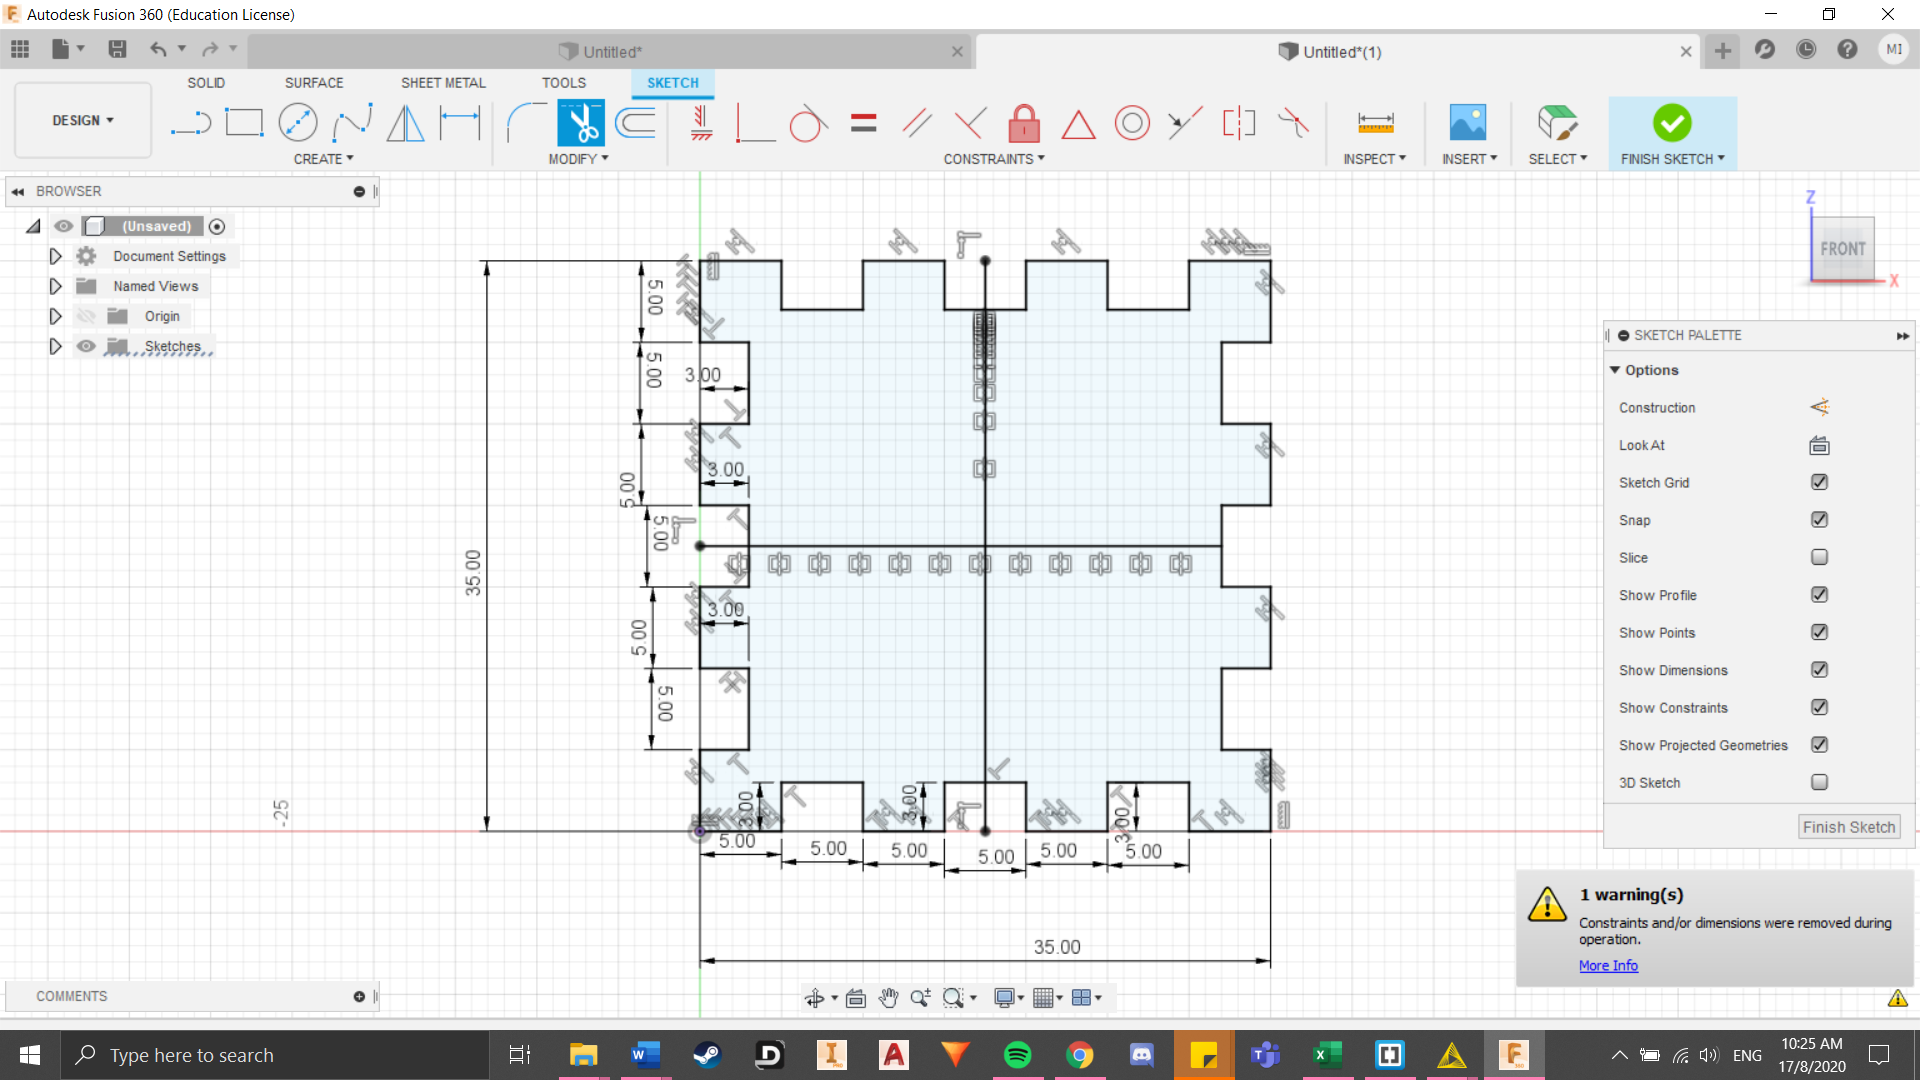 Autodesk Fusion 360 (Education License)
Untitled*
Untitled*(1)
MI
SOLID
SURFACE
SHEET METAL
TOOLS
SKETCH
DESIGN
CREATE
MODIFY
CONSTRAINTS
INSPECT
INSERT
SELECT
FINISH SKETCH
BROWSER
(Unsaved)
Document Settings
Named Views
Origin
Sketches
Z
FRONT
X
5.00
5.00
3.00
5.00
3.00
5.00
35.00
3.00
5.00
5.00
-25
3.00
3.00
3.00
5.00
5.00
5.00
5.00
5.00
5.00
35.00
SKETCH PALETTE
Options
Construction
Look At
Sketch Grid
Snap
Slice
Show Profile
Show Points
Show Dimensions
Show Constraints
Show Projected Geometries
3D Sketch
Finish Sketch
1 warning(s)
Constraints and/or dimensions were removed during
operation.
More Info
COMMENTS
Type here to search
ENG
10:25 AM
17/8/2020